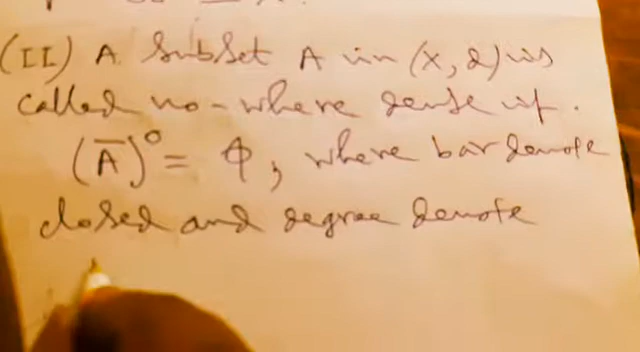 (II) A subset A in (X, d) is
called no-where dense if.
(A̅)° = Φ, where bar denote
closed and degree denote